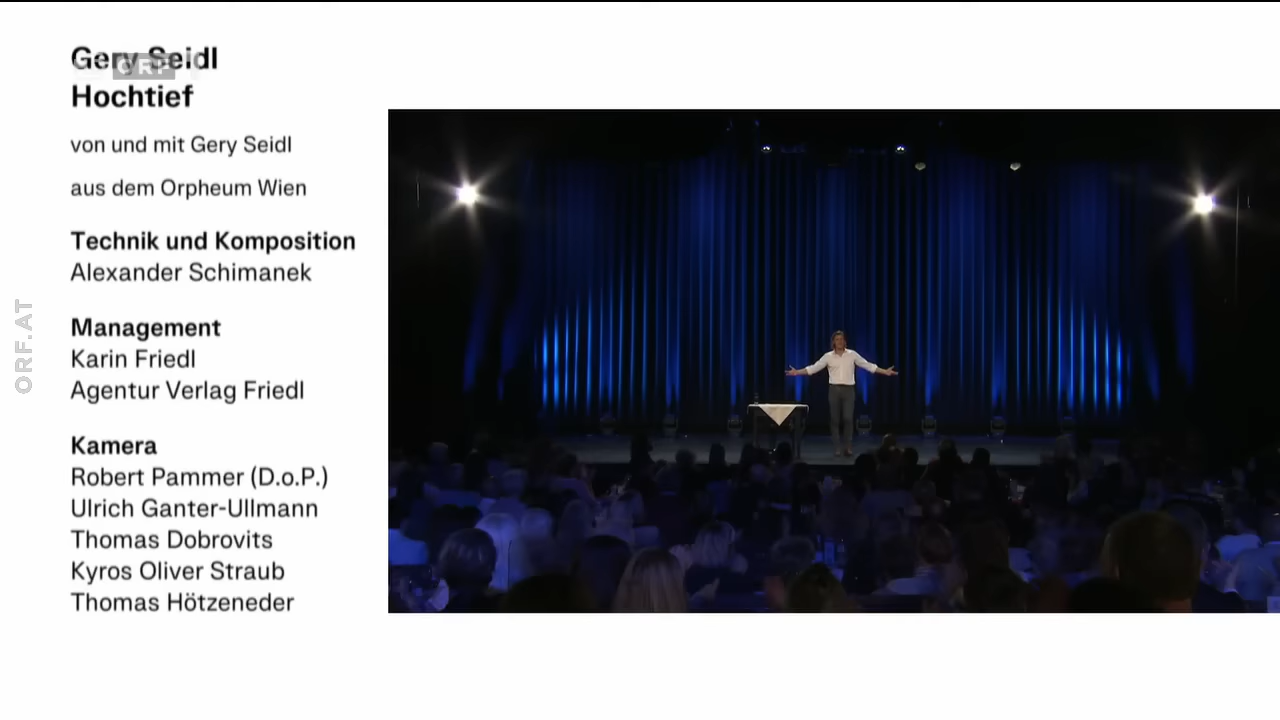 Gery Seidl
ORF
Hochtief
von und mit Gery Seidl
aus dem Orpheum Wien
Technik und Komposition
Alexander Schimanek
Management
Karin Friedl
Agentur Verlag Friedl
Kamera
Robert Pammer (D.o.P.)
Ulrich Ganter-Ullmann
Thomas Dobrovits
Kyros Oliver Straub
Thomas Hötzeneder
ORF.AT